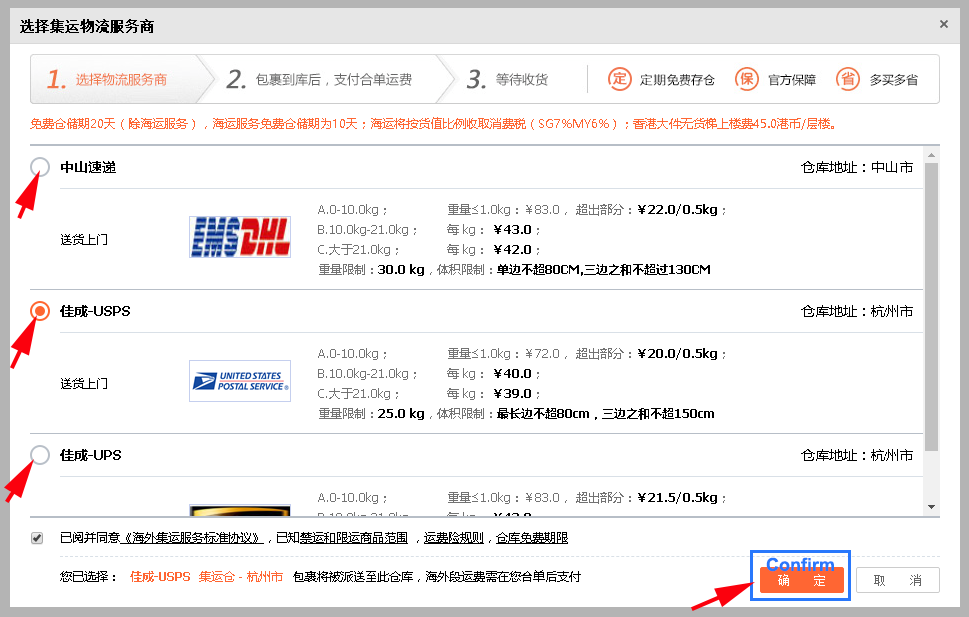 选择集运物流服务商 ×
1. 选择物流服务商 2. 包裹到库后，支付合单运费 3. 等待收货 定 定期免费存仓 保 官方保障 省 多买多省
免费仓储期20天（除海运服务），海运服务免费仓储期为10天；海运将按货值比例收取消费税（SG7%MY6%）；香港大件无货梯上楼费45.0港币/层楼。
中山速递 仓库地址：中山市
送货上门
EMS DHL
A.0-10.0kg； 重量≤1.0kg：¥83.0，超出部分：¥22.0/0.5kg；
B.10.0kg-21.0kg； 每 kg： ¥43.0；
C.大于21.0kg； 每 kg： ¥42.0；
重量限制：30.0 kg，体积限制：单边不超80CM,三边之和不超过130CM
佳成-USPS 仓库地址：杭州市
送货上门
UNITED STATES
POSTAL SERVICE®
A.0-10.0kg； 重量≤1.0kg：¥72.0，超出部分：¥20.0/0.5kg；
B.10.0kg-21.0kg； 每 kg： ¥40.0；
C.大于21.0kg； 每 kg： ¥39.0；
重量限制：25.0 kg，体积限制：最长边不超80cm，三边之和不超150cm
佳成-UPS 仓库地址：杭州市
A.0-10.0kg； 重量≤1.0kg：¥83.0，超出部分：¥21.5/0.5kg；
已阅并同意《海外集运服务标准协议》，已知禁运和限运商品范围，运费险规则，仓库免费期限
您已选择： 佳成-USPS 集运仓 - 杭州市 包裹将被派送至此仓库，海外段运费需在您合单后支付
Confirm
确 定 取 消